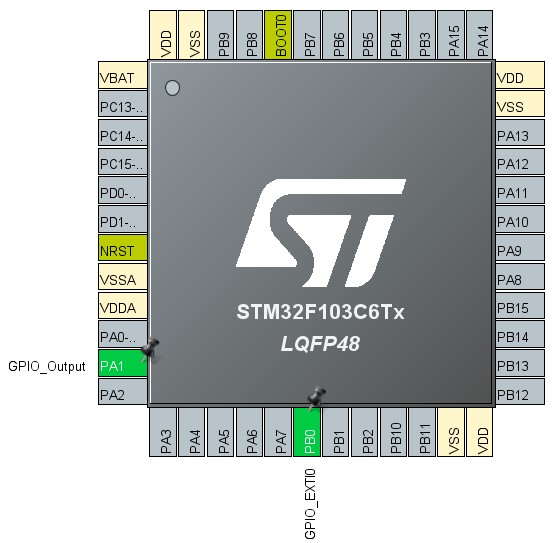 VDD
VSS
PB9
PB8
BOOT0
PB7
PB6
PB5
PB4
PB3
PA15
PA14
VBAT
PC13-..
PC14-..
PC15-..
PD0-..
PD1-..
NRST
VSSA
VDDA
PA0-..
GPIO_Output PA1
PA2
VDD
VSS
PA13
PA12
PA11
PA10
PA9
PA8
PB15
PB14
PB13
PB12
ST
STM32F103C6Tx
LQFP48
PA3
PA4
PA5
PA6
PA7
PB0
PB1
PB2
PB10
PB11
VSS
VDD
GPIO_EXTI0